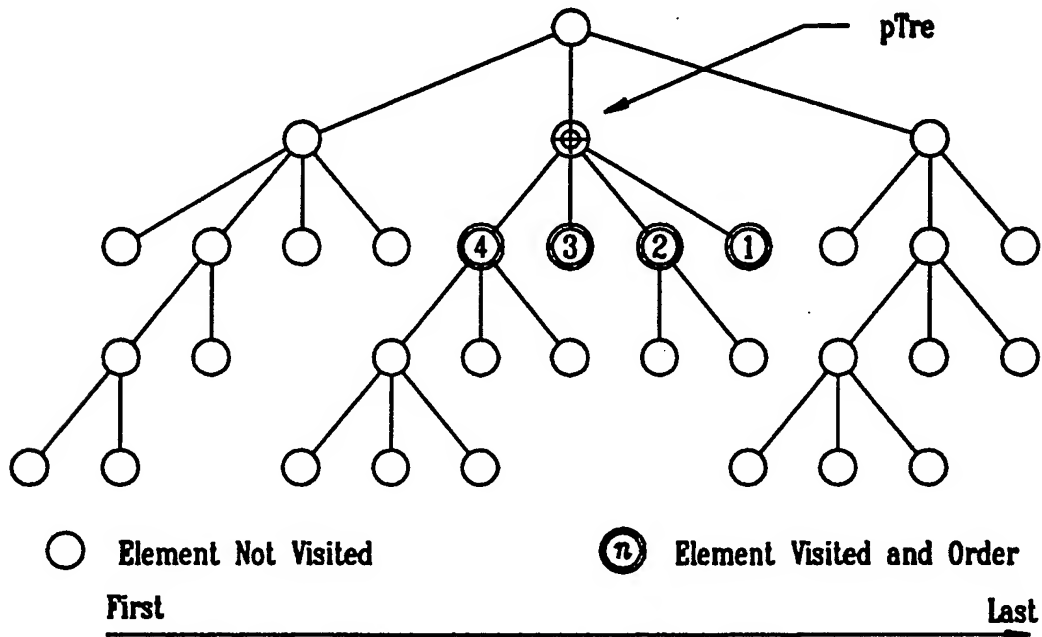 pTre
4 3 2 1
Element Not Visited
n Element Visited and Order
First
Last